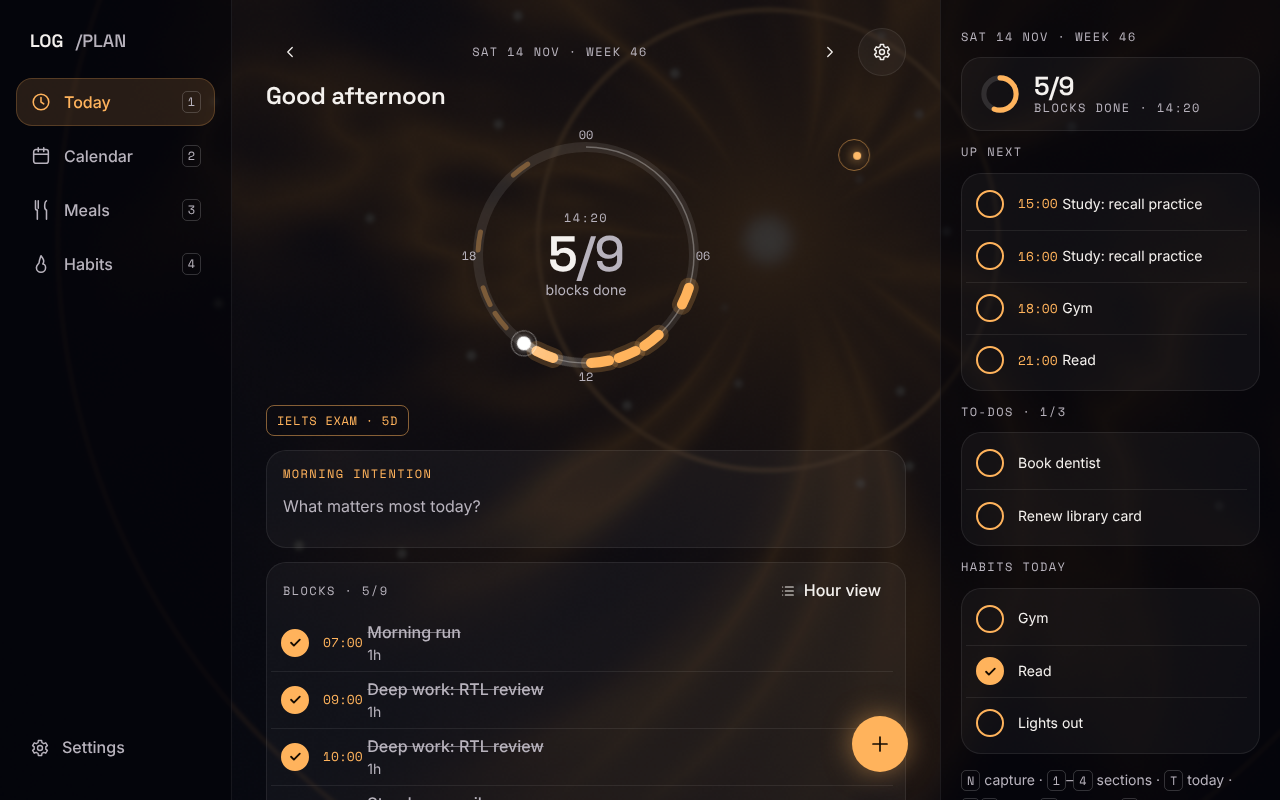 LOG /PLAN
Today 1
Calendar 2
Meals 3
Habits 4
Settings
SAT 14 NOV · WEEK 46
Good afternoon
00
06
12
18
14:20
5/9
blocks done
IELTS EXAM · 5D
MORNING INTENTION
What matters most today?
BLOCKS · 5/9
Hour view
07:00 Morning run
1h
09:00 Deep work: RTL review
1h
10:00 Deep work: RTL review
1h
SAT 14 NOV · WEEK 46
5/9
BLOCKS DONE · 14:20
UP NEXT
15:00 Study: recall practice
16:00 Study: recall practice
18:00 Gym
21:00 Read
TO-DOS · 1/3
Book dentist
Renew library card
HABITS TODAY
Gym
Read
Lights out
N capture · 1–4 sections · T today ·